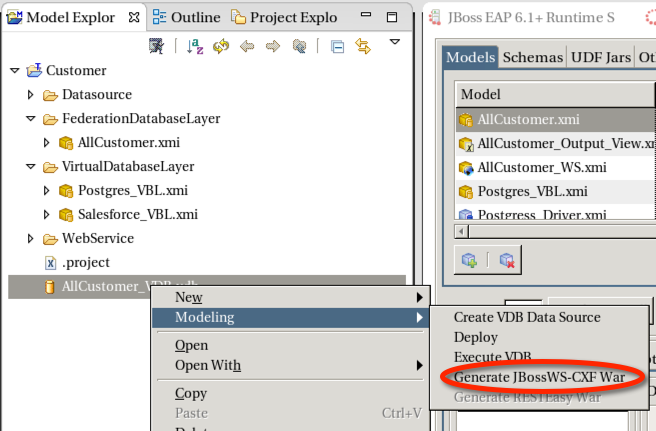 Model Explor
Outline
Project Explo
JBoss EAP 6.1+ Runtime S
Customer
Datasource
FederationDatabaseLayer
AllCustomer.xmi
VirtualDatabaseLayer
Postgres_VBL.xmi
Salesforce_VBL.xmi
WebService
.project
AllCustomer_VDB.vdb
Models Schemas UDF Jars
Model
AllCustomer.xmi
AllCustomer_Output_View.x
AllCustomer_WS.xmi
Postgres_VBL.xmi
Postgress_Driver.xmi
New
Modeling
Open
Open With
Copy
Paste Ctrl+V
Create VDB Data Source
Deploy
Execute VDB
Generate JBossWS-CXF War
Generate RESTEasy War